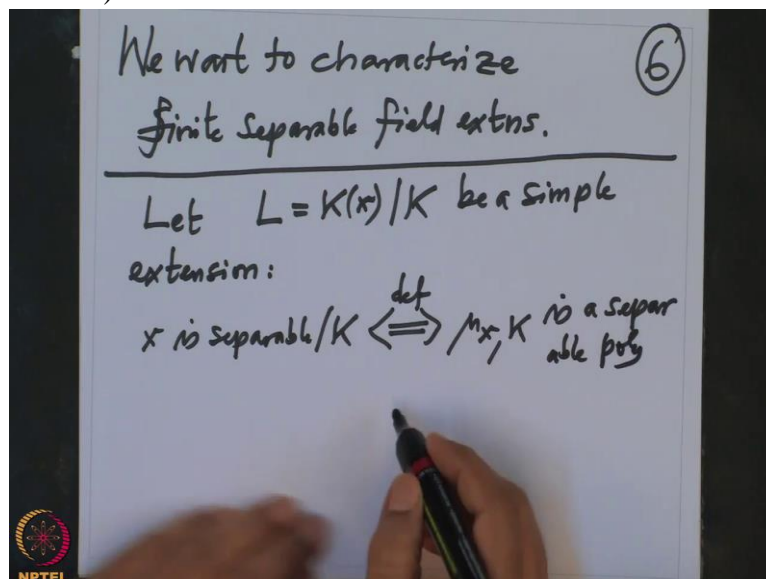 We want to characterize
finite separable field extns.
6
Let L = K(x)/K be a simple
extension:
def
x is separable/K <=> μx,K is a separ
able poly
NPTEL